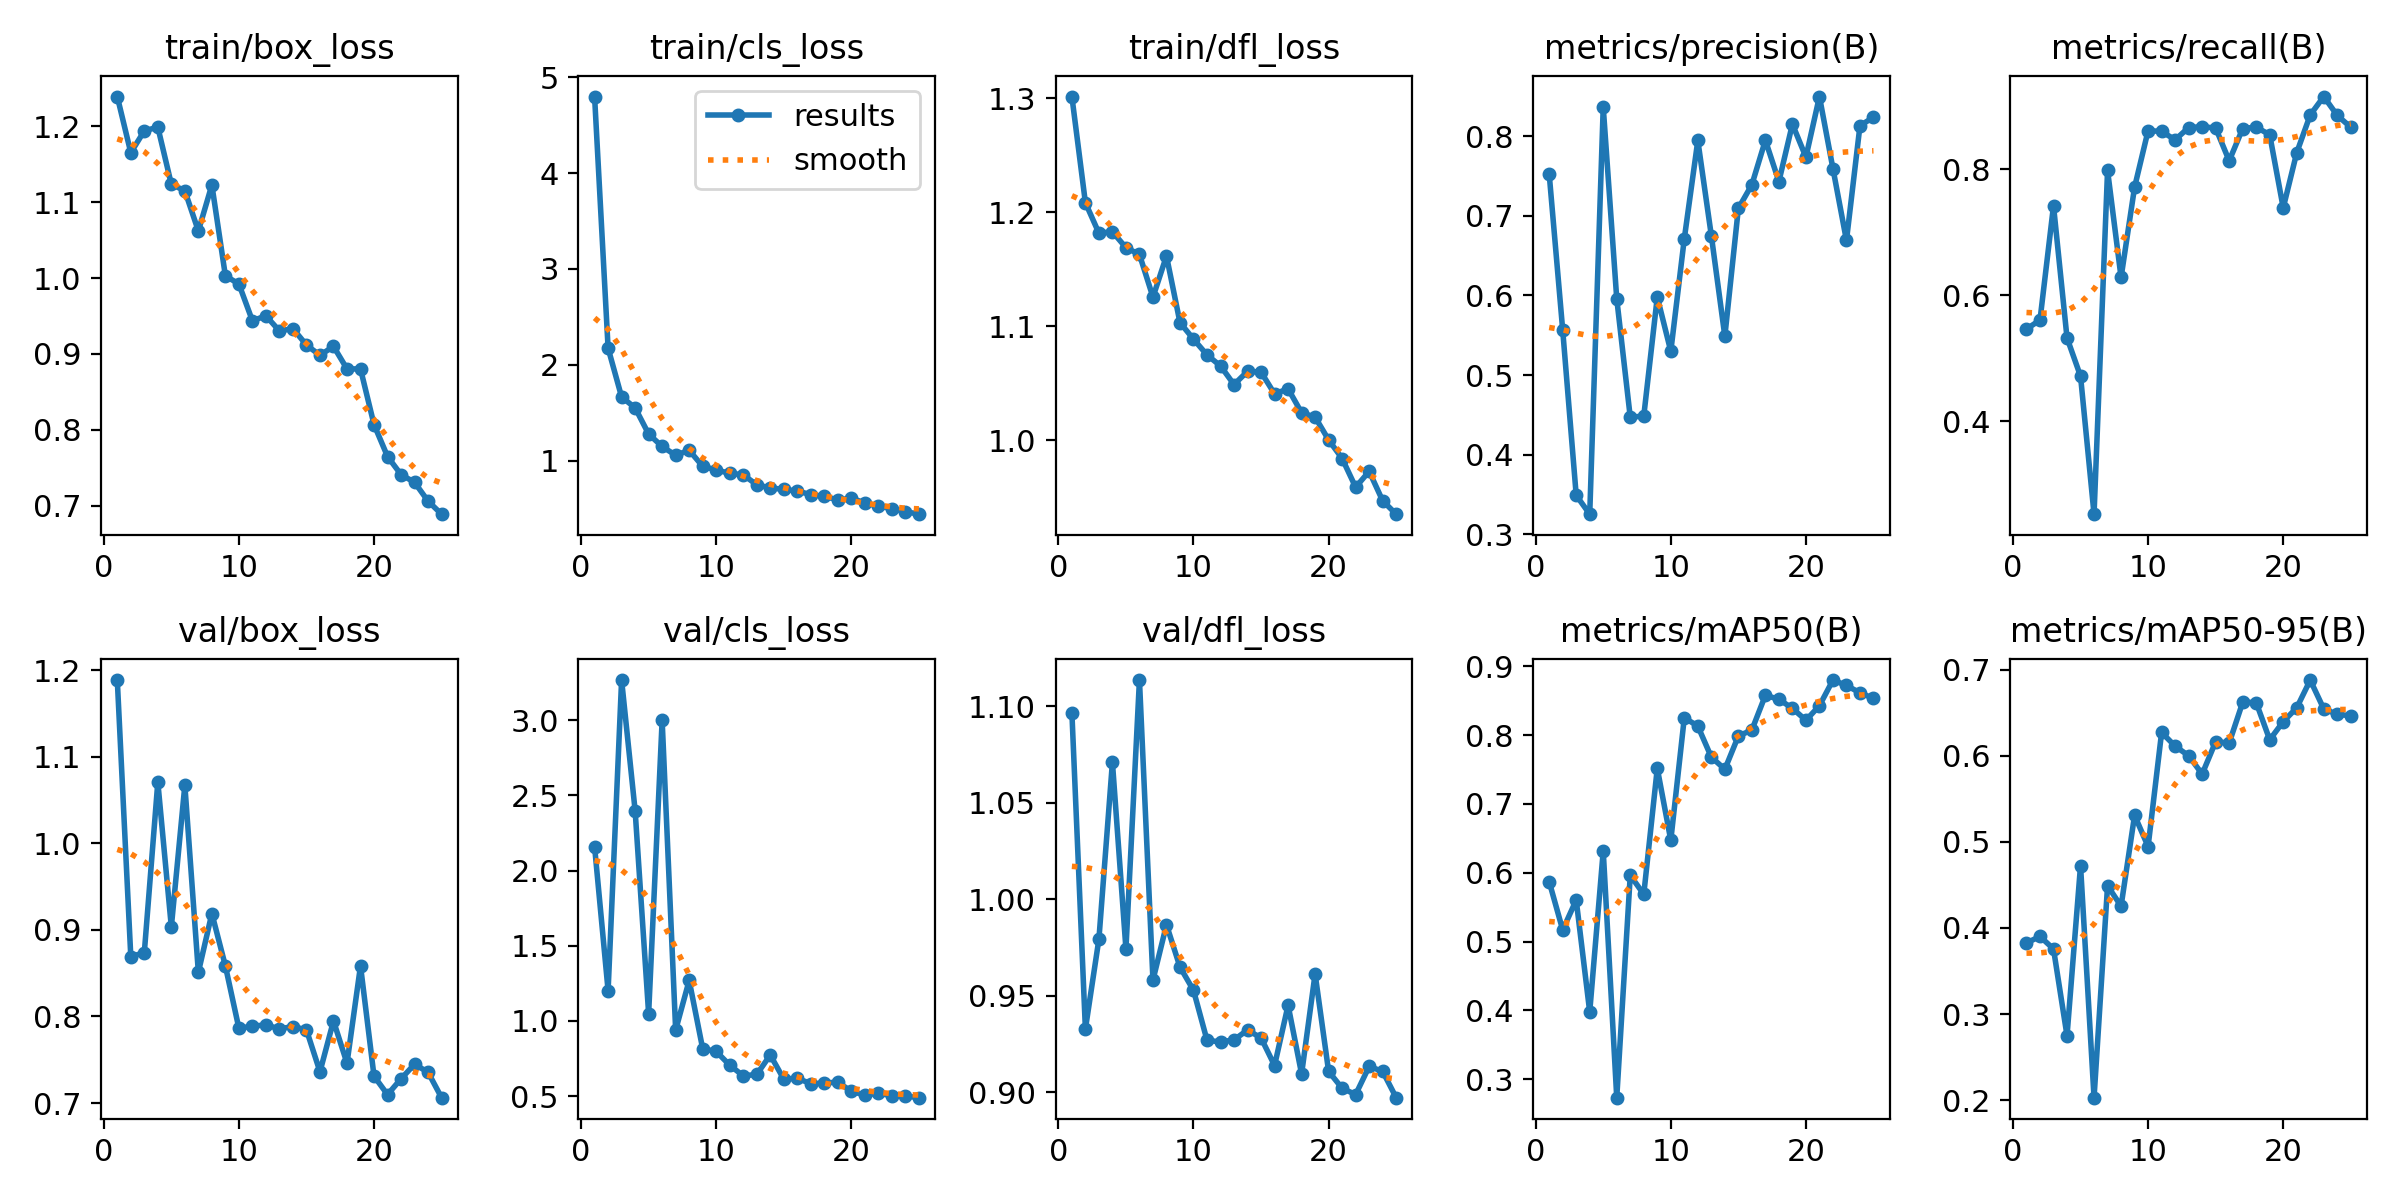 train/box_loss
1.2
1.1
1.0
0.9
0.8
0.7
0 10 20
train/cls_loss
results
smooth
5
4
3
2
1
0 10 20
train/dfl_loss
1.3
1.2
1.1
1.0
0 10 20
metrics/precision(B)
0.8
0.7
0.6
0.5
0.4
0.3
0 10 20
metrics/recall(B)
0.8
0.6
0.4
0 10 20
val/box_loss
1.2
1.1
1.0
0.9
0.8
0.7
0 10 20
val/cls_loss
3.0
2.5
2.0
1.5
1.0
0.5
0 10 20
val/dfl_loss
1.10
1.05
1.00
0.95
0.90
0 10 20
metrics/mAP50(B)
0.9
0.8
0.7
0.6
0.5
0.4
0.3
0 10 20
metrics/mAP50-95(B)
0.7
0.6
0.5
0.4
0.3
0.2
0 10 20